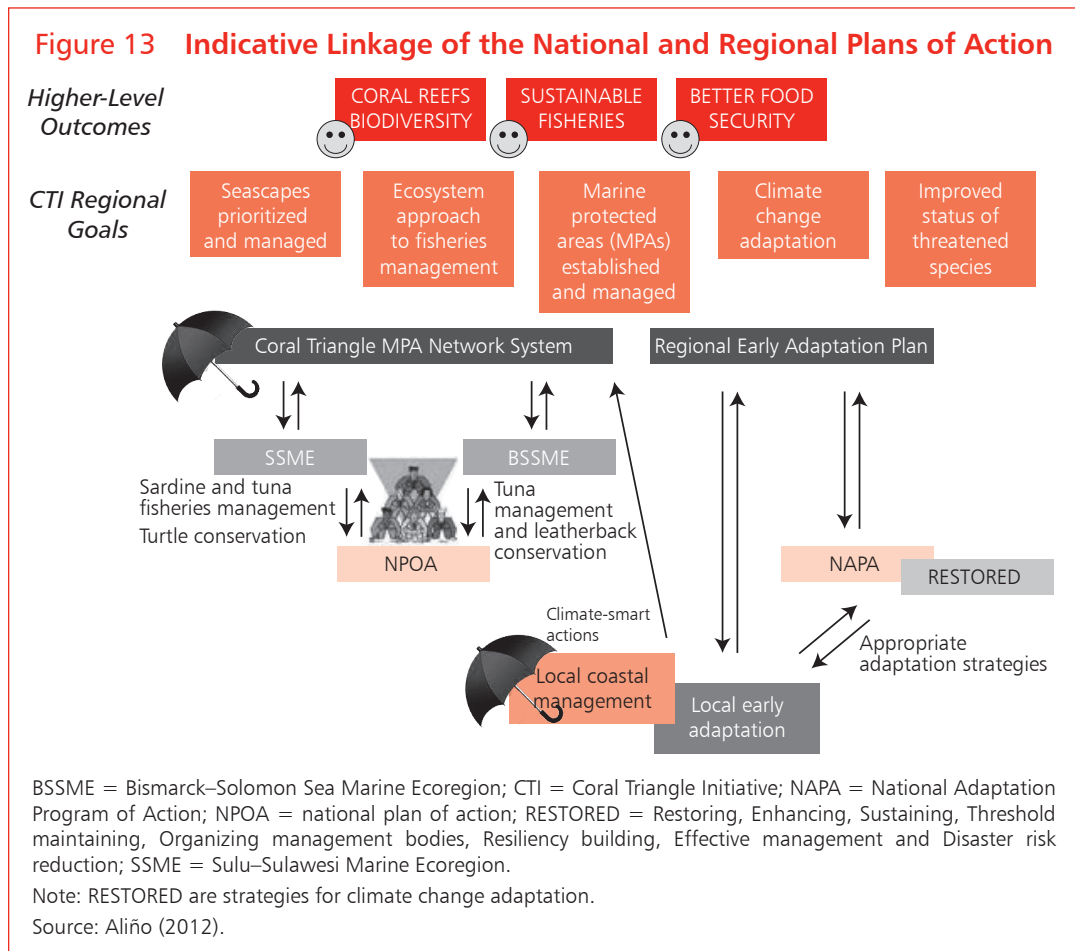 Figure 13 Indicative Linkage of the National and Regional Plans of Action
Higher-Level
Outcomes
CORAL REEFS
BIODIVERSITY
SUSTAINABLE
FISHERIES
BETTER FOOD
SECURITY
CTI Regional
Goals
Seascapes
prioritized
and managed
Ecosystem
approach
to fisheries
management
Marine
protected
areas (MPAs)
established
and managed
Climate
change
adaptation
Improved
status of
threatened
species
Coral Triangle MPA Network System
Regional Early Adaptation Plan
SSME
BSSME
Sardine and tuna
fisheries management
Turtle conservation
Tuna
management
and leatherback
conservation
NPOA
NAPA
RESTORED
Climate-smart
actions
Local coastal
management
Local early
adaptation
Appropriate
adaptation strategies
BSSME = Bismarck–Solomon Sea Marine Ecoregion; CTI = Coral Triangle Initiative; NAPA = National Adaptation
Program of Action; NPOA = national plan of action; RESTORED = Restoring, Enhancing, Sustaining, Threshold
maintaining, Organizing management bodies, Resiliency building, Effective management and Disaster risk
reduction; SSME = Sulu–Sulawesi Marine Ecoregion.
Note: RESTORED are strategies for climate change adaptation.
Source: Aliño (2012).